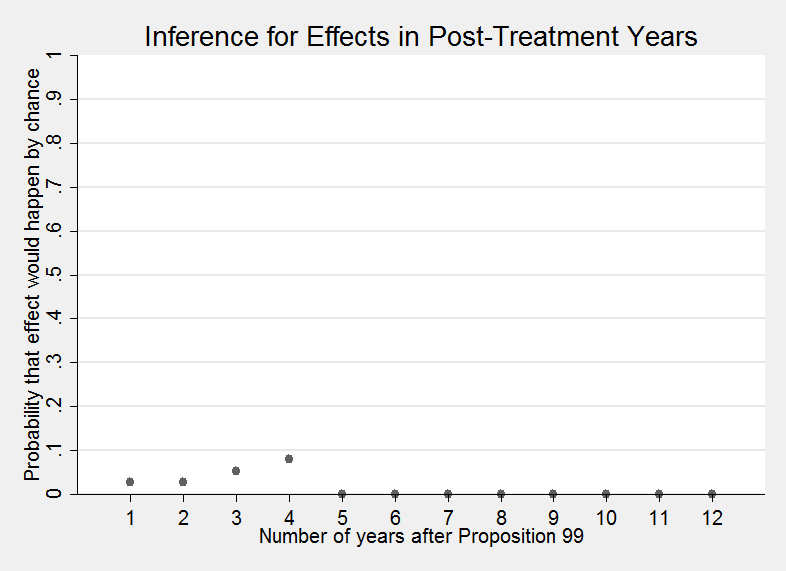 Inference for Effects in Post-Treatment Years
Probability that effect would happen by chance
1
.9
.8
.7
.6
.5
.4
.3
.2
.1
0
1 2 3 4 5 6 7 8 9 10 11 12
Number of years after Proposition 99